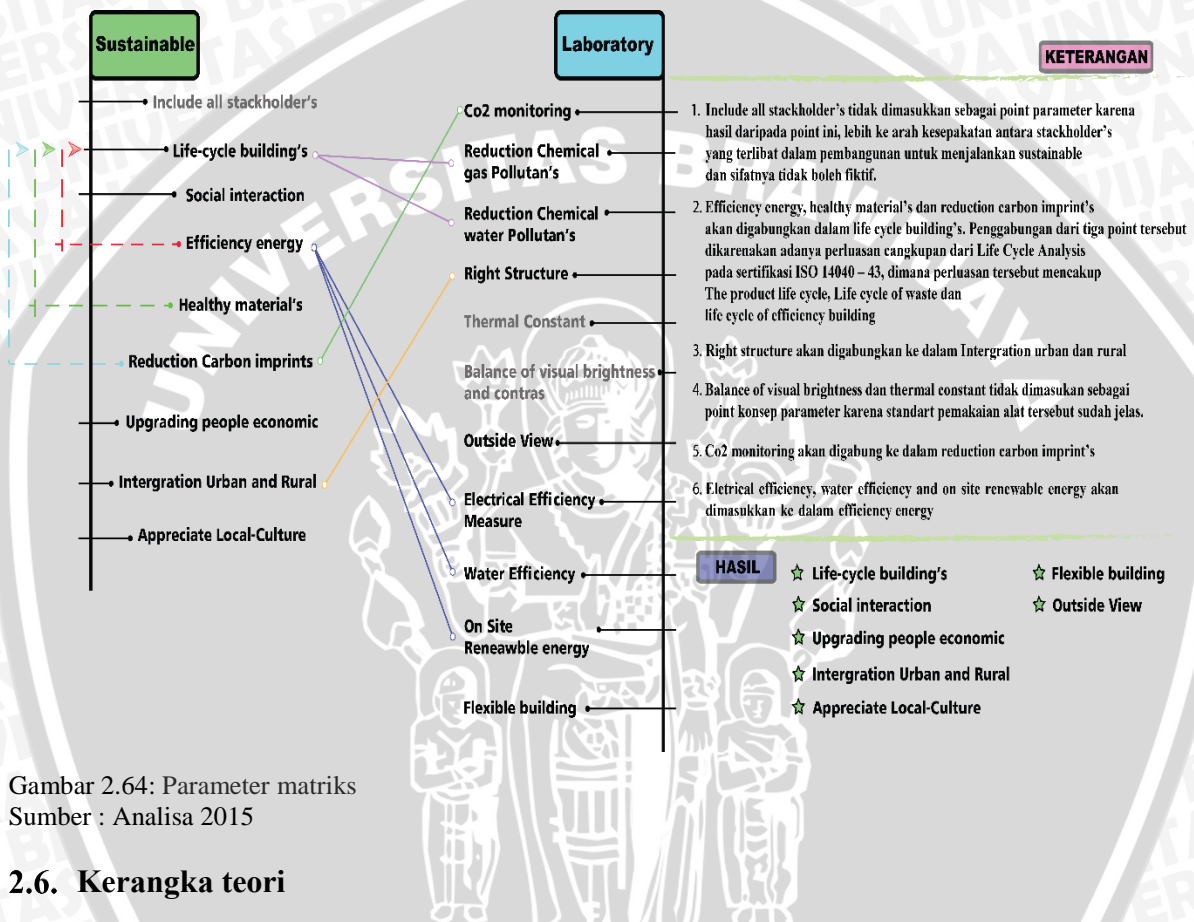 Sustainable
Include all stackholder's
Life-cycle building's
Social interaction
Efficiency energy
Healthy material's
Reduction Carbon imprints
Upgrading people economic
Intergration Urban and Rural
Appreciate Local-Culture
Laboratory
Co2 monitoring
Reduction Chemical
gas Pollutan's
Reduction Chemical
water Pollutan's
Right Structure
Thermal Constant
Balance of visual brightness
and contras
Outside View
Electrical Efficiency
Measure
Water Efficiency
On Site
Reneawble energy
Flexible building
KETERANGAN
1. Include all stackholder's tidak dimasukkan sebagai point parameter karena
hasil daripada point ini, lebih ke arah kesepakatan antara stackholder's
yang terlibat dalam pembangunan untuk menjalankan sustainable
dan sifatnya tidak boleh fiktif.
2. Efficiency energy, healthy material's dan reduction carbon imprint's
akan digabungkan dalam life cycle building's. Penggabungan dari tiga point tersebut
dikarenakan adanya perluasan cangkupan dari Life Cycle Analysis
pada sertifikasi ISO 14040 – 43, dimana perluasan tersebut mencakup
The product life cycle, Life cycle of waste dan
life cycle of efficiency building
3. Right structure akan digabungkan ke dalam Intergration urban dan rural
4. Balance of visual brightness dan thermal constant tidak dimasukan sebagai
point konsep parameter karena standart pemakaian alat tersebut sudah jelas.
5. Co2 monitoring akan digabung ke dalam reduction carbon imprint's
6. Eletrical efficiency, water efficiency and on site renewable energy akan
dimasukkan ke dalam efficiency energy
HASIL
Life-cycle building's
Social interaction
Upgrading people economic
Intergration Urban and Rural
Appreciate Local-Culture
Flexible building
Outside View
UNIVERSITAS BRAWIJAYA
Gambar 2.64: Parameter matriks
Sumber : Analisa 2015
2.6. Kerangka teori